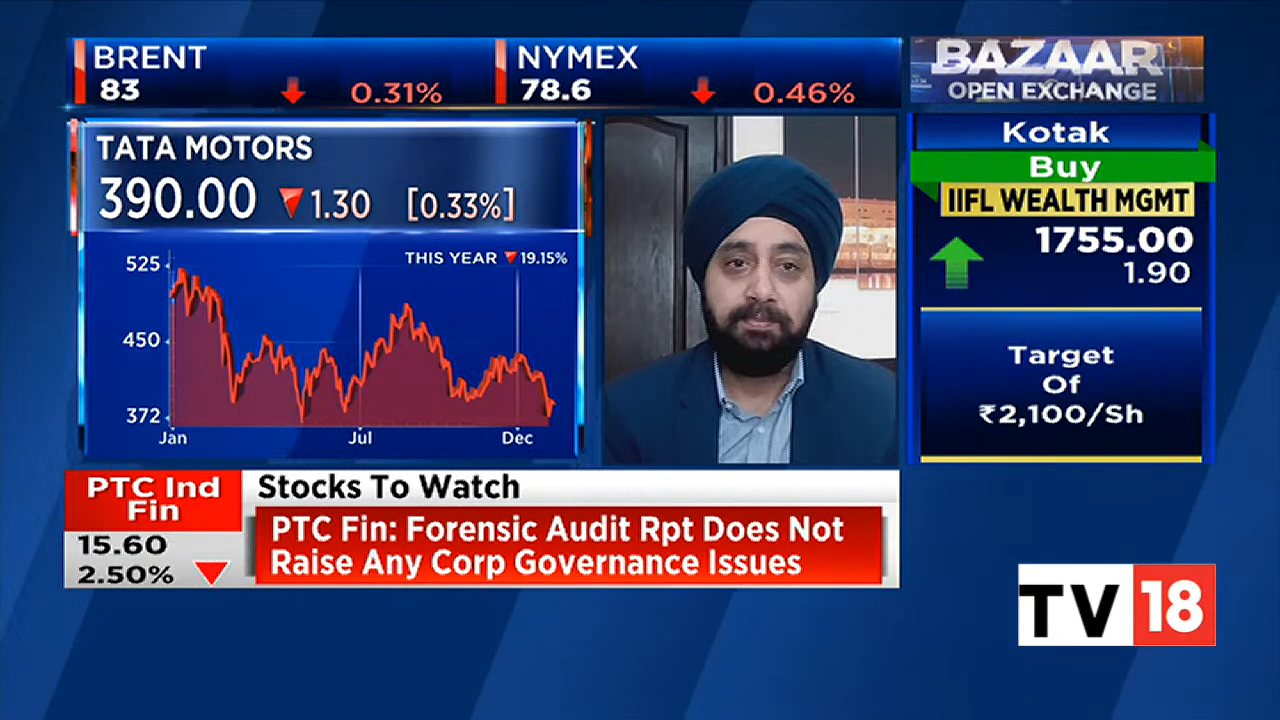 BRENT
83 0.31%
NYMEX
78.6 0.46%
BAZAAR
OPEN EXCHANGE
TATA MOTORS
390.00 1.30 [0.33%]
THIS YEAR 19.15%
525
450
372
Jan Jul Dec
Kotak
Buy
IIFL WEALTH MGMT
1755.00
1.90
Target
Of
₹2,100/Sh
PTC Ind
Fin
15.60
2.50%
Stocks To Watch
PTC Fin: Forensic Audit Rpt Does Not
Raise Any Corp Governance Issues
TV 18